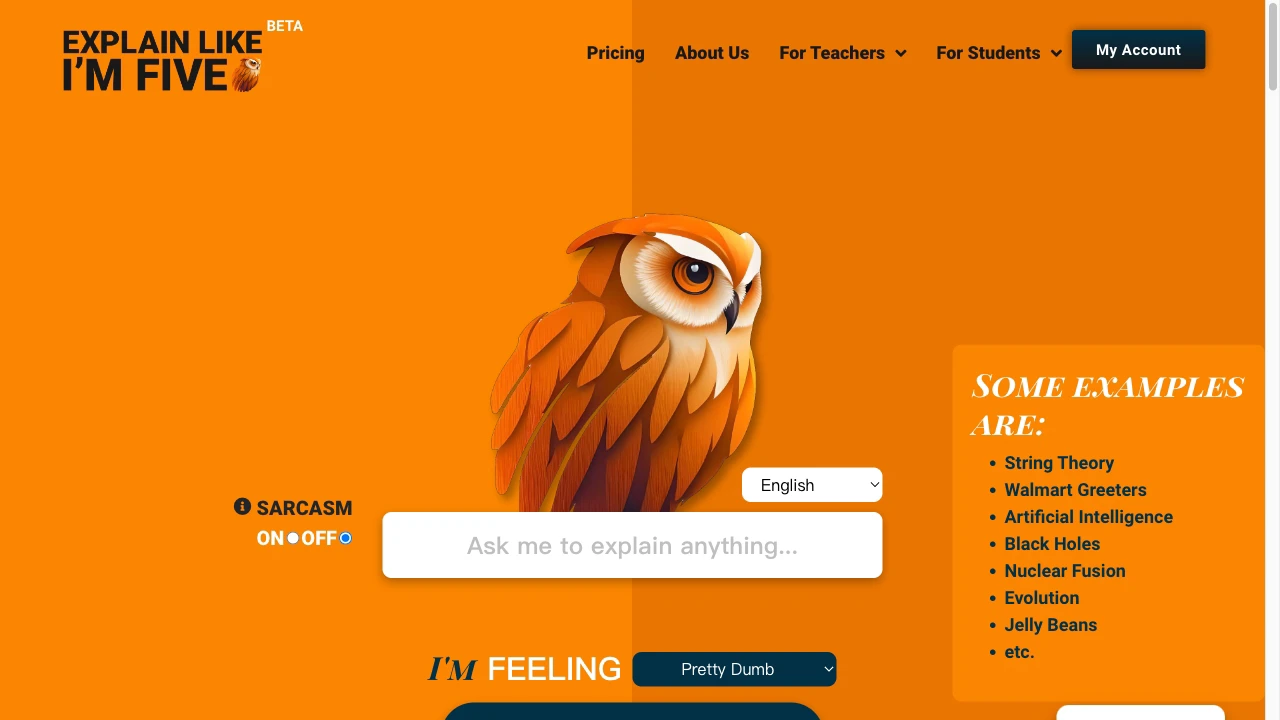 EXPLAIN LIKE
I'M FIVE
BETA
Pricing
About Us
For Teachers
For Students
My Account
SOME EXAMPLES
ARE:
• String Theory
• Walmart Greeters
• Artificial Intelligence
• Black Holes
• Nuclear Fusion
• Evolution
• Jelly Beans
• etc.
English
SARCASM
ON OFF
Ask me to explain anything...
I'M FEELING
Pretty Dumb